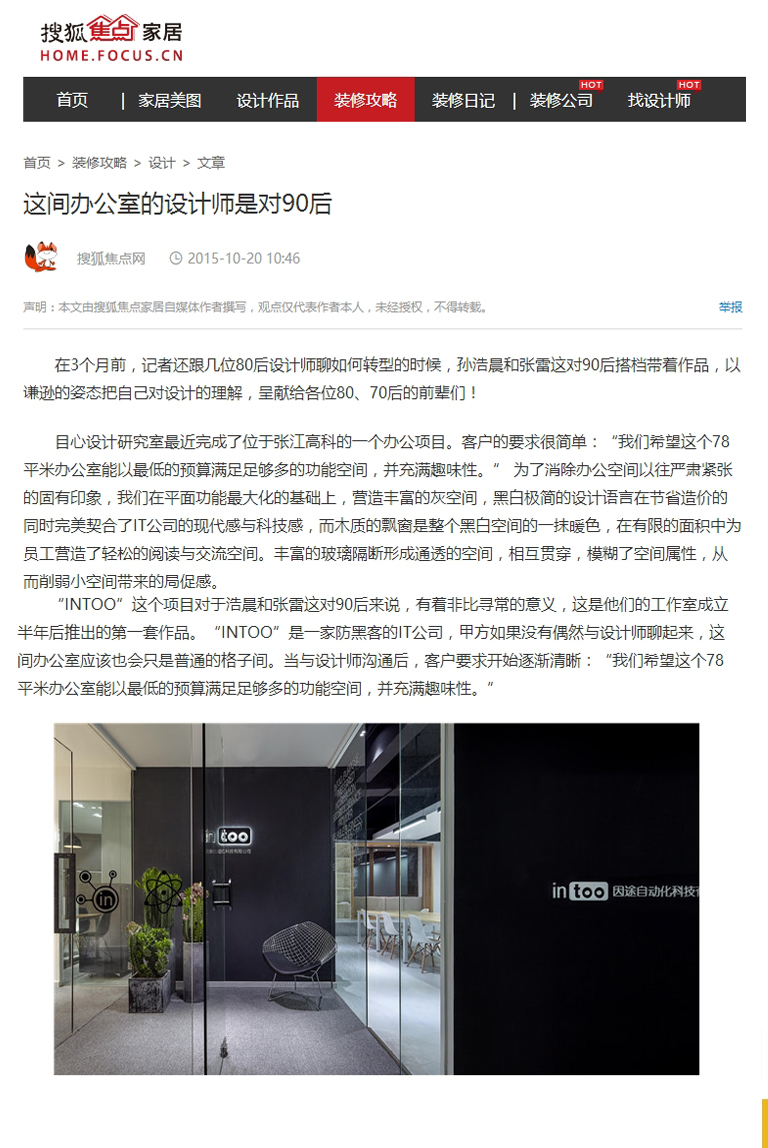 搜狐焦点家居
HOME.FOCUS.CN
首页 | 家居美图 设计作品 装修攻略 装修日记 | 装修公司 HOT 找设计师 HOT
首页 > 装修攻略 > 设计 > 文章
这间办公室的设计师是对90后
搜狐焦点网 2015-10-20 10:46
声明：本文由搜狐焦点家居自媒体作者撰写，观点仅代表作者本人，未经授权，不得转载。 举报
在3个月前，记者还跟几位80后设计师聊如何转型的时候，孙浩晨和张雷这对90后搭档带着作品，以
谦逊的姿态把自己对设计的理解，呈献给各位80、70后的前辈们！
目心设计研究室最近完成了位于张江高科的一个办公项目。客户的要求很简单：“我们希望这个78
平米办公室能以最低的预算满足足够多的功能空间，并充满趣味性。” 为了消除办公空间以往严肃紧张
的固有印象，我们在平面功能最大化的基础上，营造丰富的灰空间，黑白极简的设计语言在节省造价的
同时完美契合了IT公司的现代感与科技感，而木质的飘窗是整个黑白空间的一抹暖色，在有限的面积中为
员工营造了轻松的阅读与交流空间。丰富的玻璃隔断形成通透的空间，相互贯穿，模糊了空间属性，从
而削弱小空间带来的局促感。
“INTOO”这个项目对于浩晨和张雷这对90后来说，有着非比寻常的意义，这是他们的工作室成立
半年后推出的第一套作品。“INTOO”是一家防黑客的IT公司，甲方如果没有偶然与设计师聊起来，这
间办公室应该也会只是普通的格子间。当与设计师沟通后，客户要求开始逐渐清晰：“我们希望这个78
平米办公室能以最低的预算满足足够多的功能空间，并充满趣味性。”
in too
in
in too 因途自动化科技